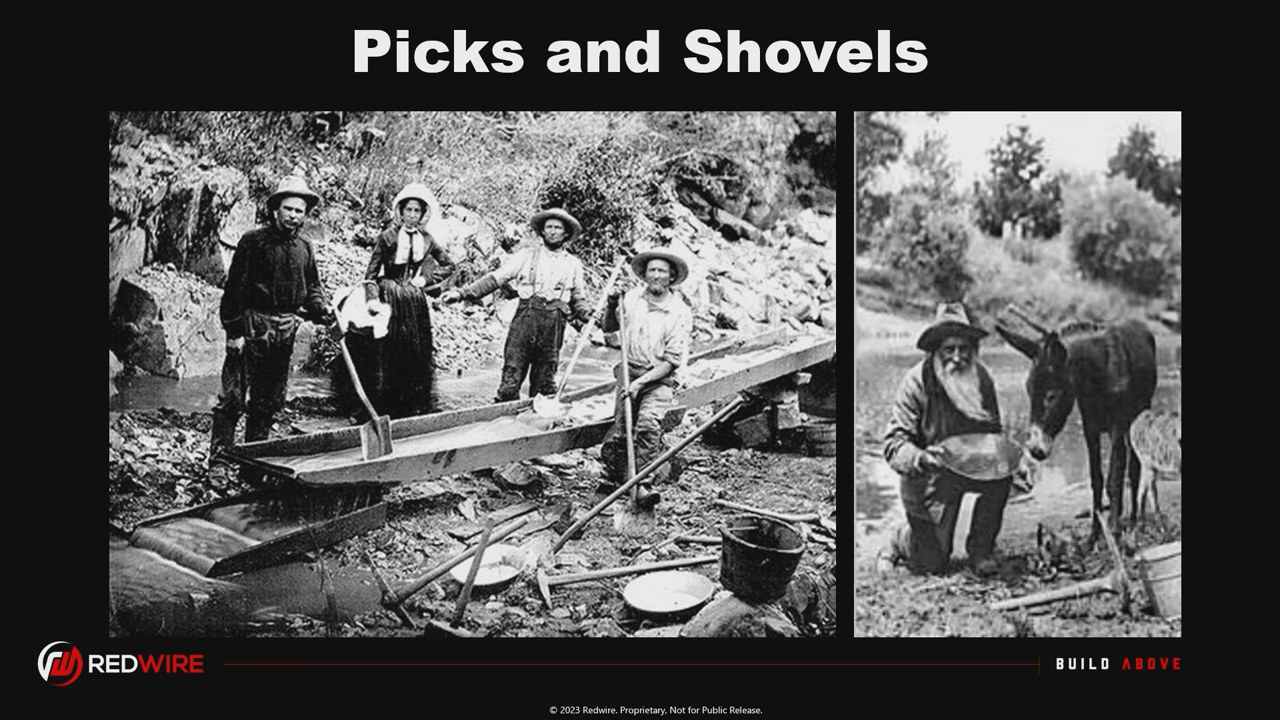 Picks and Shovels
REDWIRE
BUILD ABOVE
© 2023 Redwire. Proprietary, Not for Public Release.